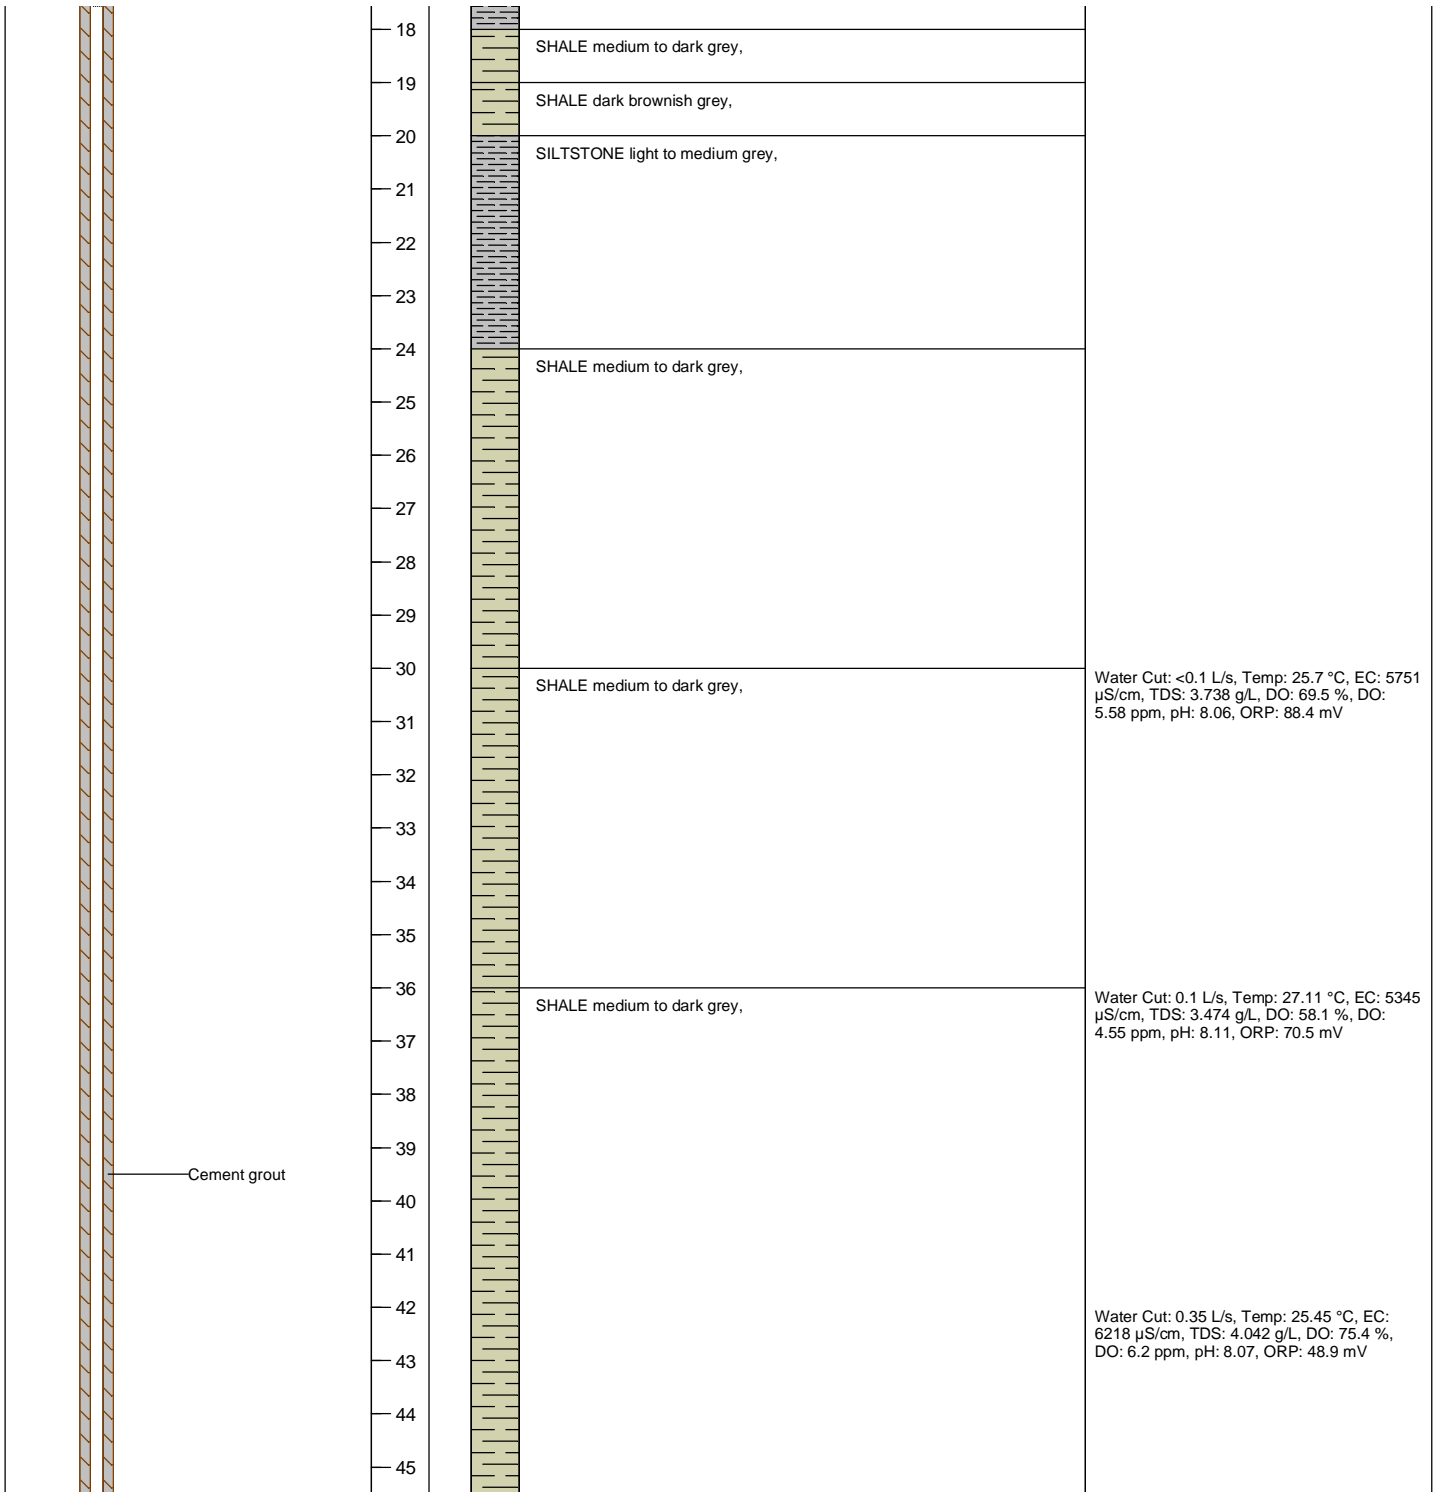 18
SHALE medium to dark grey,
19
SHALE dark brownish grey,
20
SILTSTONE light to medium grey,
21
22
23
24
SHALE medium to dark grey,
25
26
27
28
29
30
SHALE medium to dark grey,
Water Cut: <0.1 L/s, Temp: 25.7 °C, EC: 5751
µS/cm, TDS: 3.738 g/L, DO: 69.5 %, DO:
5.58 ppm, pH: 8.06, ORP: 88.4 mV
31
32
33
34
35
36
SHALE medium to dark grey,
Water Cut: 0.1 L/s, Temp: 27.11 °C, EC: 5345
µS/cm, TDS: 3.474 g/L, DO: 58.1 %, DO:
4.55 ppm, pH: 8.11, ORP: 70.5 mV
37
38
39
Cement grout
40
41
42
Water Cut: 0.35 L/s, Temp: 25.45 °C, EC:
6218 µS/cm, TDS: 4.042 g/L, DO: 75.4 %,
DO: 6.2 ppm, pH: 8.07, ORP: 48.9 mV
43
44
45